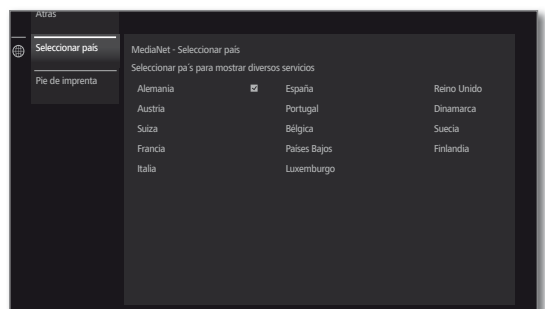 Atrás
Seleccionar país
Pie de imprenta
MediaNet - Seleccionar país
Seleccionar pa´s para mostrar diversos servicios
Alemania España Reino Unido
Austria Portugal Dinamarca
Suiza Bélgica Suecia
Francia Países Bajos Finlandia
Italia Luxemburgo